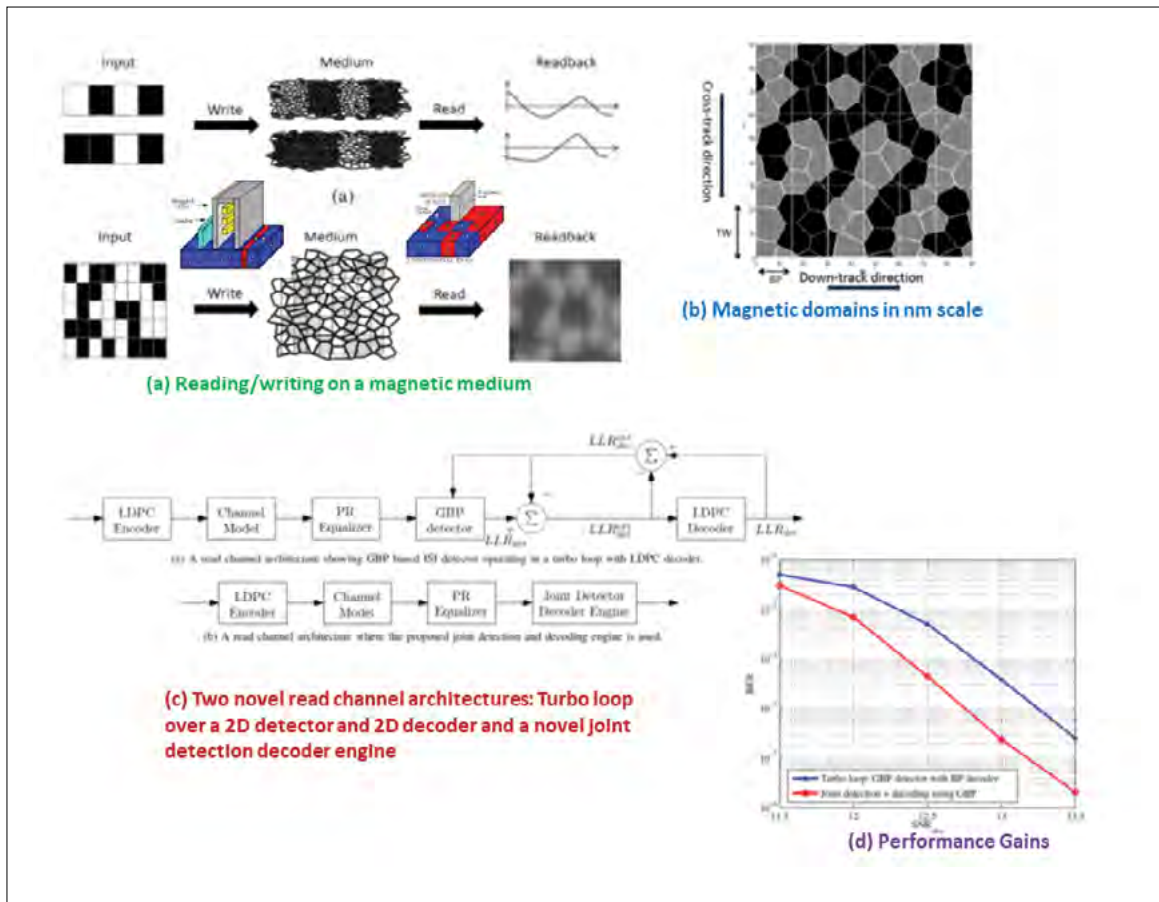 Input
Medium
Readback
Write
Read
(a)
Input
Medium
Readback
Write
Read
(a) Reading/writing on a magnetic medium
Cross-track direction
TW
BP
Down-track direction
(b) Magnetic domains in nm scale
LDPC
Encoder
Channel
Model
PR
Equalizer
GBP
detector
Σ
Σ
LDPC
Decoder
(a) A read channel architecture showing GBP based ISI detector operating in a turbo loop with LDPC decoder.
LDPC
Encoder
Channel
Model
PR
Equalizer
Joint Detector
Decoder Engine
(b) A read channel architecture where the proposed joint detection and decoding engine is used.
(c) Two novel read channel architectures: Turbo loop
over a 2D detector and 2D decoder and a novel joint
detection decoder engine
BER
Turbo loop: GBP detector with BP decoder
Joint detection + decoding using GBP
(d) Performance Gains